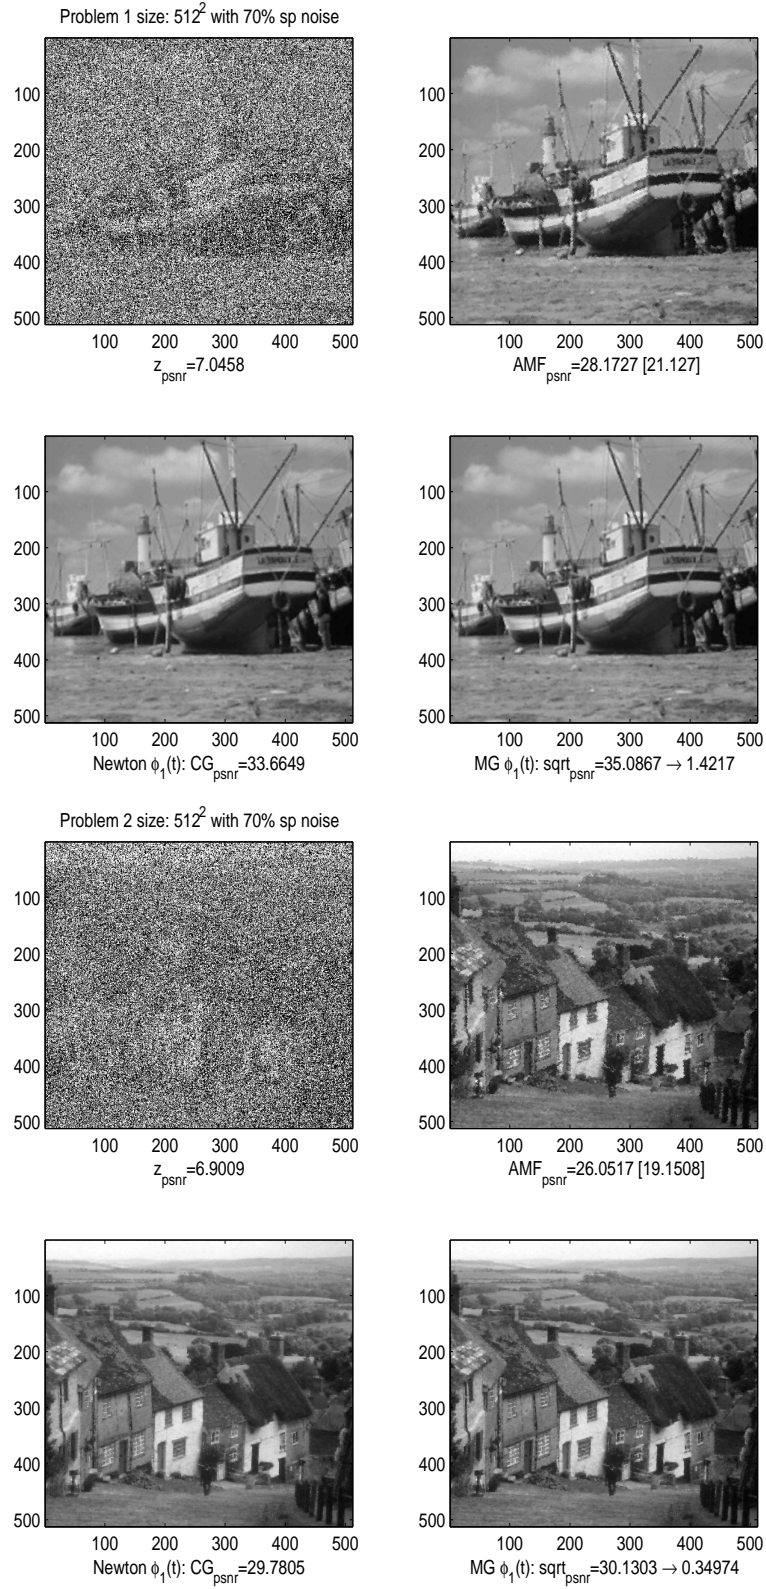 Problem 1 size: 512² with 70% sp noise
100
200
300
400
500
100 200 300 400 500
z_psnr=7.0458
100
200
300
400
500
100 200 300 400 500
AMF_psnr=28.1727 [21.127]
100
200
300
400
500
100 200 300 400 500
Newton ϕ₁(t): CG_psnr=33.6649
100
200
300
400
500
100 200 300 400 500
MG ϕ₁(t): sqrt_psnr=35.0867 → 1.4217
Problem 2 size: 512² with 70% sp noise
100
200
300
400
500
100 200 300 400 500
z_psnr=6.9009
100
200
300
400
500
100 200 300 400 500
AMF_psnr=26.0517 [19.1508]
100
200
300
400
500
100 200 300 400 500
Newton ϕ₁(t): CG_psnr=29.7805
100
200
300
400
500
100 200 300 400 500
MG ϕ₁(t): sqrt_psnr=30.1303 → 0.34974